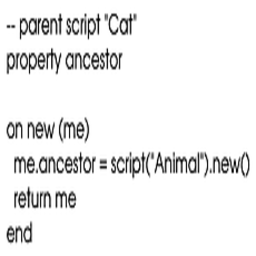 -- parent script "Cat"
property ancestor

on new (me)
  me.ancestor = script("Animal").new()
  return me
end